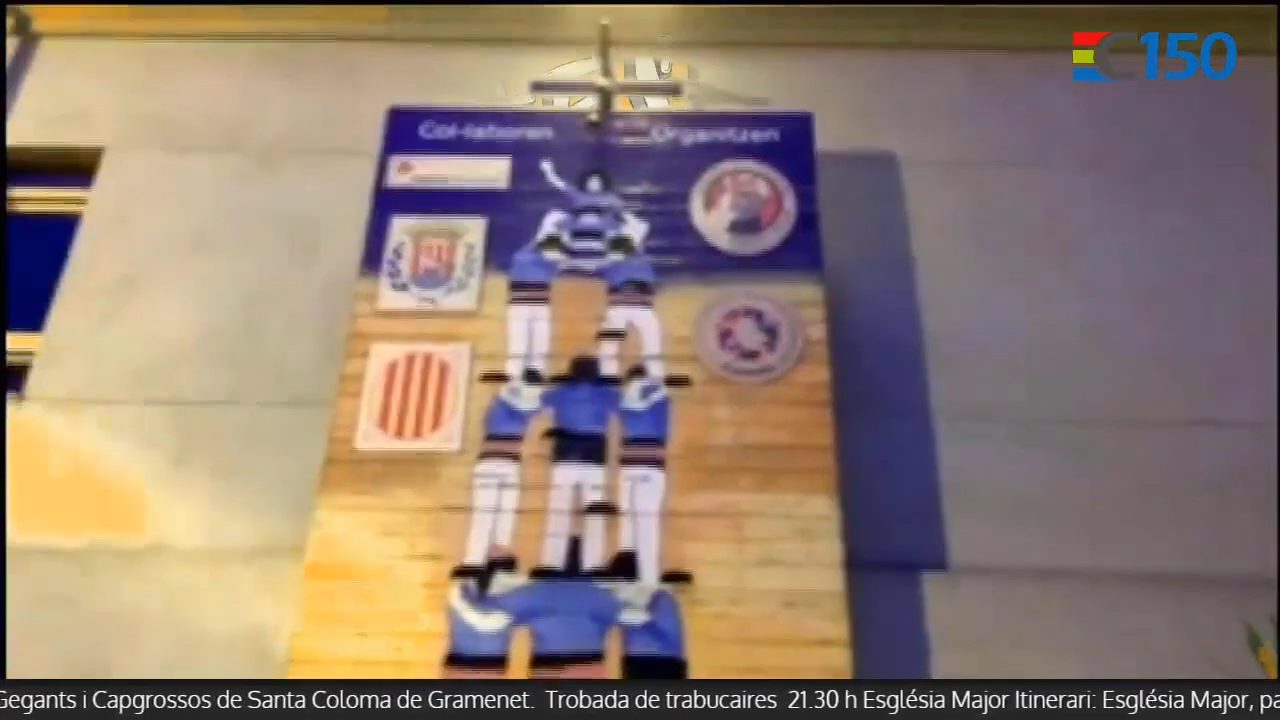 EC150
Col·laboren
Organitzen
Gegants i Capgrossos de Santa Coloma de Gramenet. Trobada de trabucaires 21.30 h Església Major Itinerari: Església Major, pa